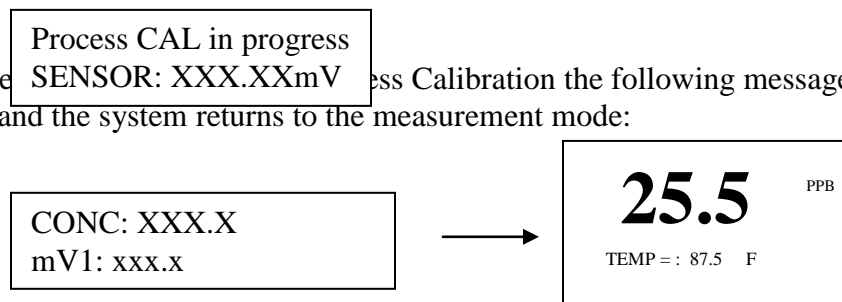 Process CAL in progress
SENSOR: XXX.XXmV
ess Calibration the following message
and the system returns to the measurement mode:
CONC: XXX.X
mV1: xxx.x
25.5 PPB
TEMP = : 87.5 F